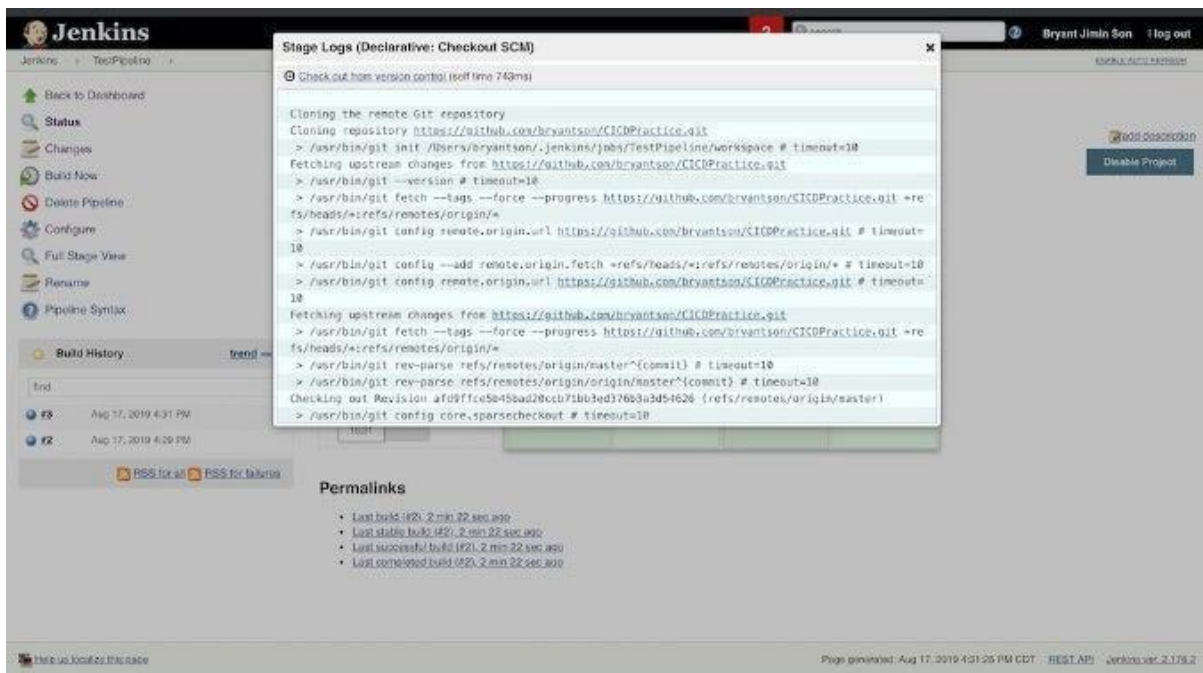 Jenkins
2
search
Bryant Jimin Son
log out
Jenkins
TestPipeline
ENABLE AUTO REFRESH
Back to Dashboard
Status
Changes
Build Now
Delete Pipeline
Configure
Full Stage View
Rename
Pipeline Syntax
Build History
trend
find
#3 Aug 17, 2019 4:31 PM
#2 Aug 17, 2019 4:29 PM
RSS for all RSS for failures
Stage Logs (Declarative: Checkout SCM)
Check out from version control (self time 743ms)
Cloning the remote Git repository
Cloning repository https://github.com/bryantson/CICDPractice.git
> /usr/bin/git init /Users/bryantson/.jenkins/jobs/TestPipeline/workspace # timeout=10
Fetching upstream changes from https://github.com/bryantson/CICDPractice.git
> /usr/bin/git --version # timeout=10
> /usr/bin/git fetch --tags --force --progress https://github.com/bryantson/CICDPractice.git +re
fs/heads/*:refs/remotes/origin/*
> /usr/bin/git config remote.origin.url https://github.com/bryantson/CICDPractice.git # timeout=
10
> /usr/bin/git config --add remote.origin.fetch +refs/heads/*:refs/remotes/origin/* # timeout=10
> /usr/bin/git config remote.origin.url https://github.com/bryantson/CICDPractice.git # timeout=
10
Fetching upstream changes from https://github.com/bryantson/CICDPractice.git
> /usr/bin/git fetch --tags --force --progress https://github.com/bryantson/CICDPractice.git +re
fs/heads/*:refs/remotes/origin/*
> /usr/bin/git rev-parse refs/remotes/origin/master^{commit} # timeout=10
> /usr/bin/git rev-parse refs/remotes/origin/origin/master^{commit} # timeout=10
Checking out Revision afd9ffce5b45bad20ccb71bb3ed376b3a3d54626 (refs/remotes/origin/master)
> /usr/bin/git config core.sparsecheckout # timeout=10
add description
Disable Project
Permalinks
Last build (#2), 2 min 22 sec ago
Last stable build (#2), 2 min 22 sec ago
Last successful build (#2), 2 min 22 sec ago
Last completed build (#2), 2 min 22 sec ago
Help us localize this page
Page generated: Aug 17, 2019 4:31:26 PM CDT
REST API
Jenkins ver. 2.176.2